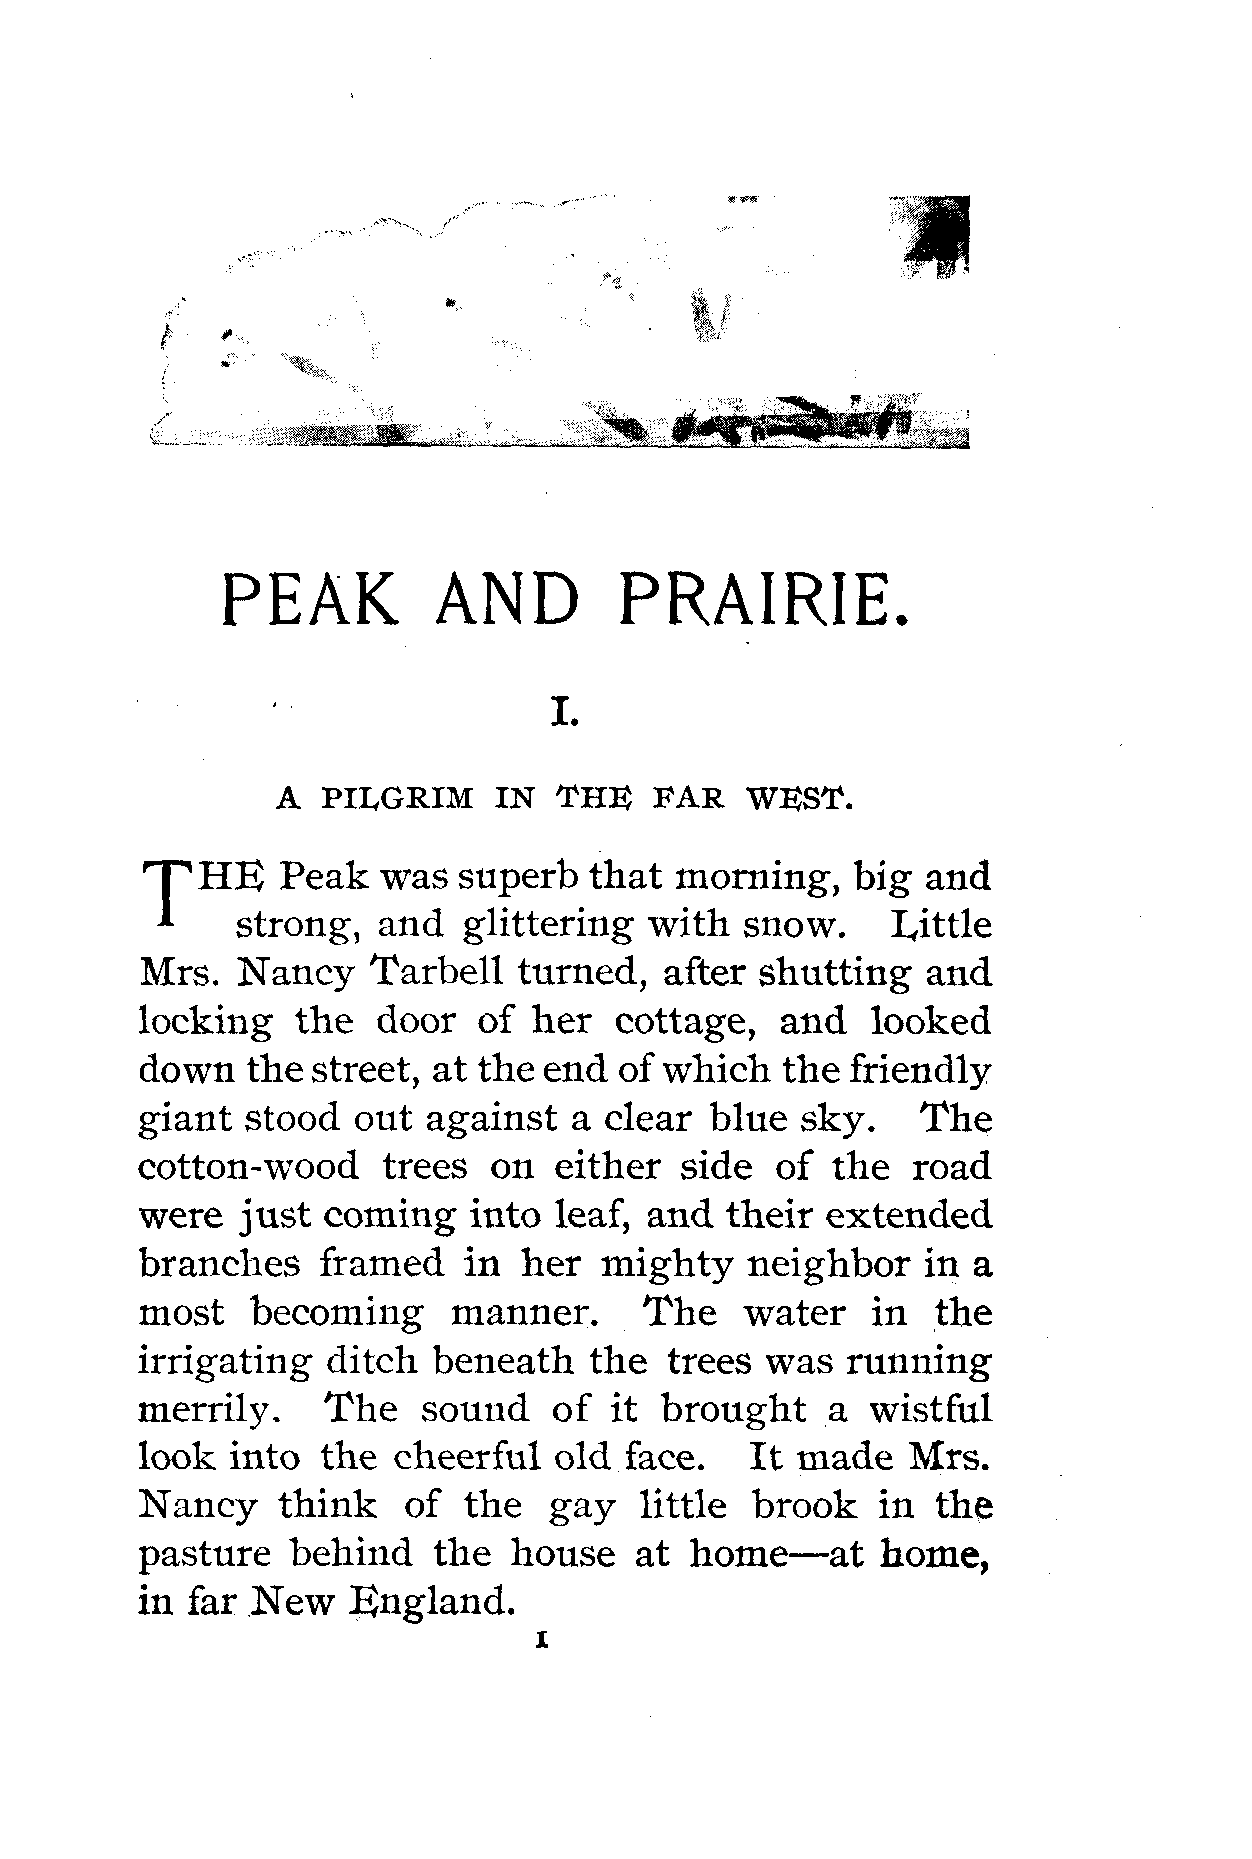 PEAK AND PRAIRIE.
I.
A PILGRIM IN THE FAR WEST.
THE Peak was superb that morning, big and
strong, and glittering with snow. Little
Mrs. Nancy Tarbell turned, after shutting and
locking the door of her cottage, and looked
down the street, at the end of which the friendly
giant stood out against a clear blue sky. The
cotton-wood trees on either side of the road
were just coming into leaf, and their extended
branches framed in her mighty neighbor in a
most becoming manner. The water in the
irrigating ditch beneath the trees was running
merrily. The sound of it brought a wistful
look into the cheerful old face. It made Mrs.
Nancy think of the gay little brook in the
pasture behind the house at home—at home,
in far New England.
1